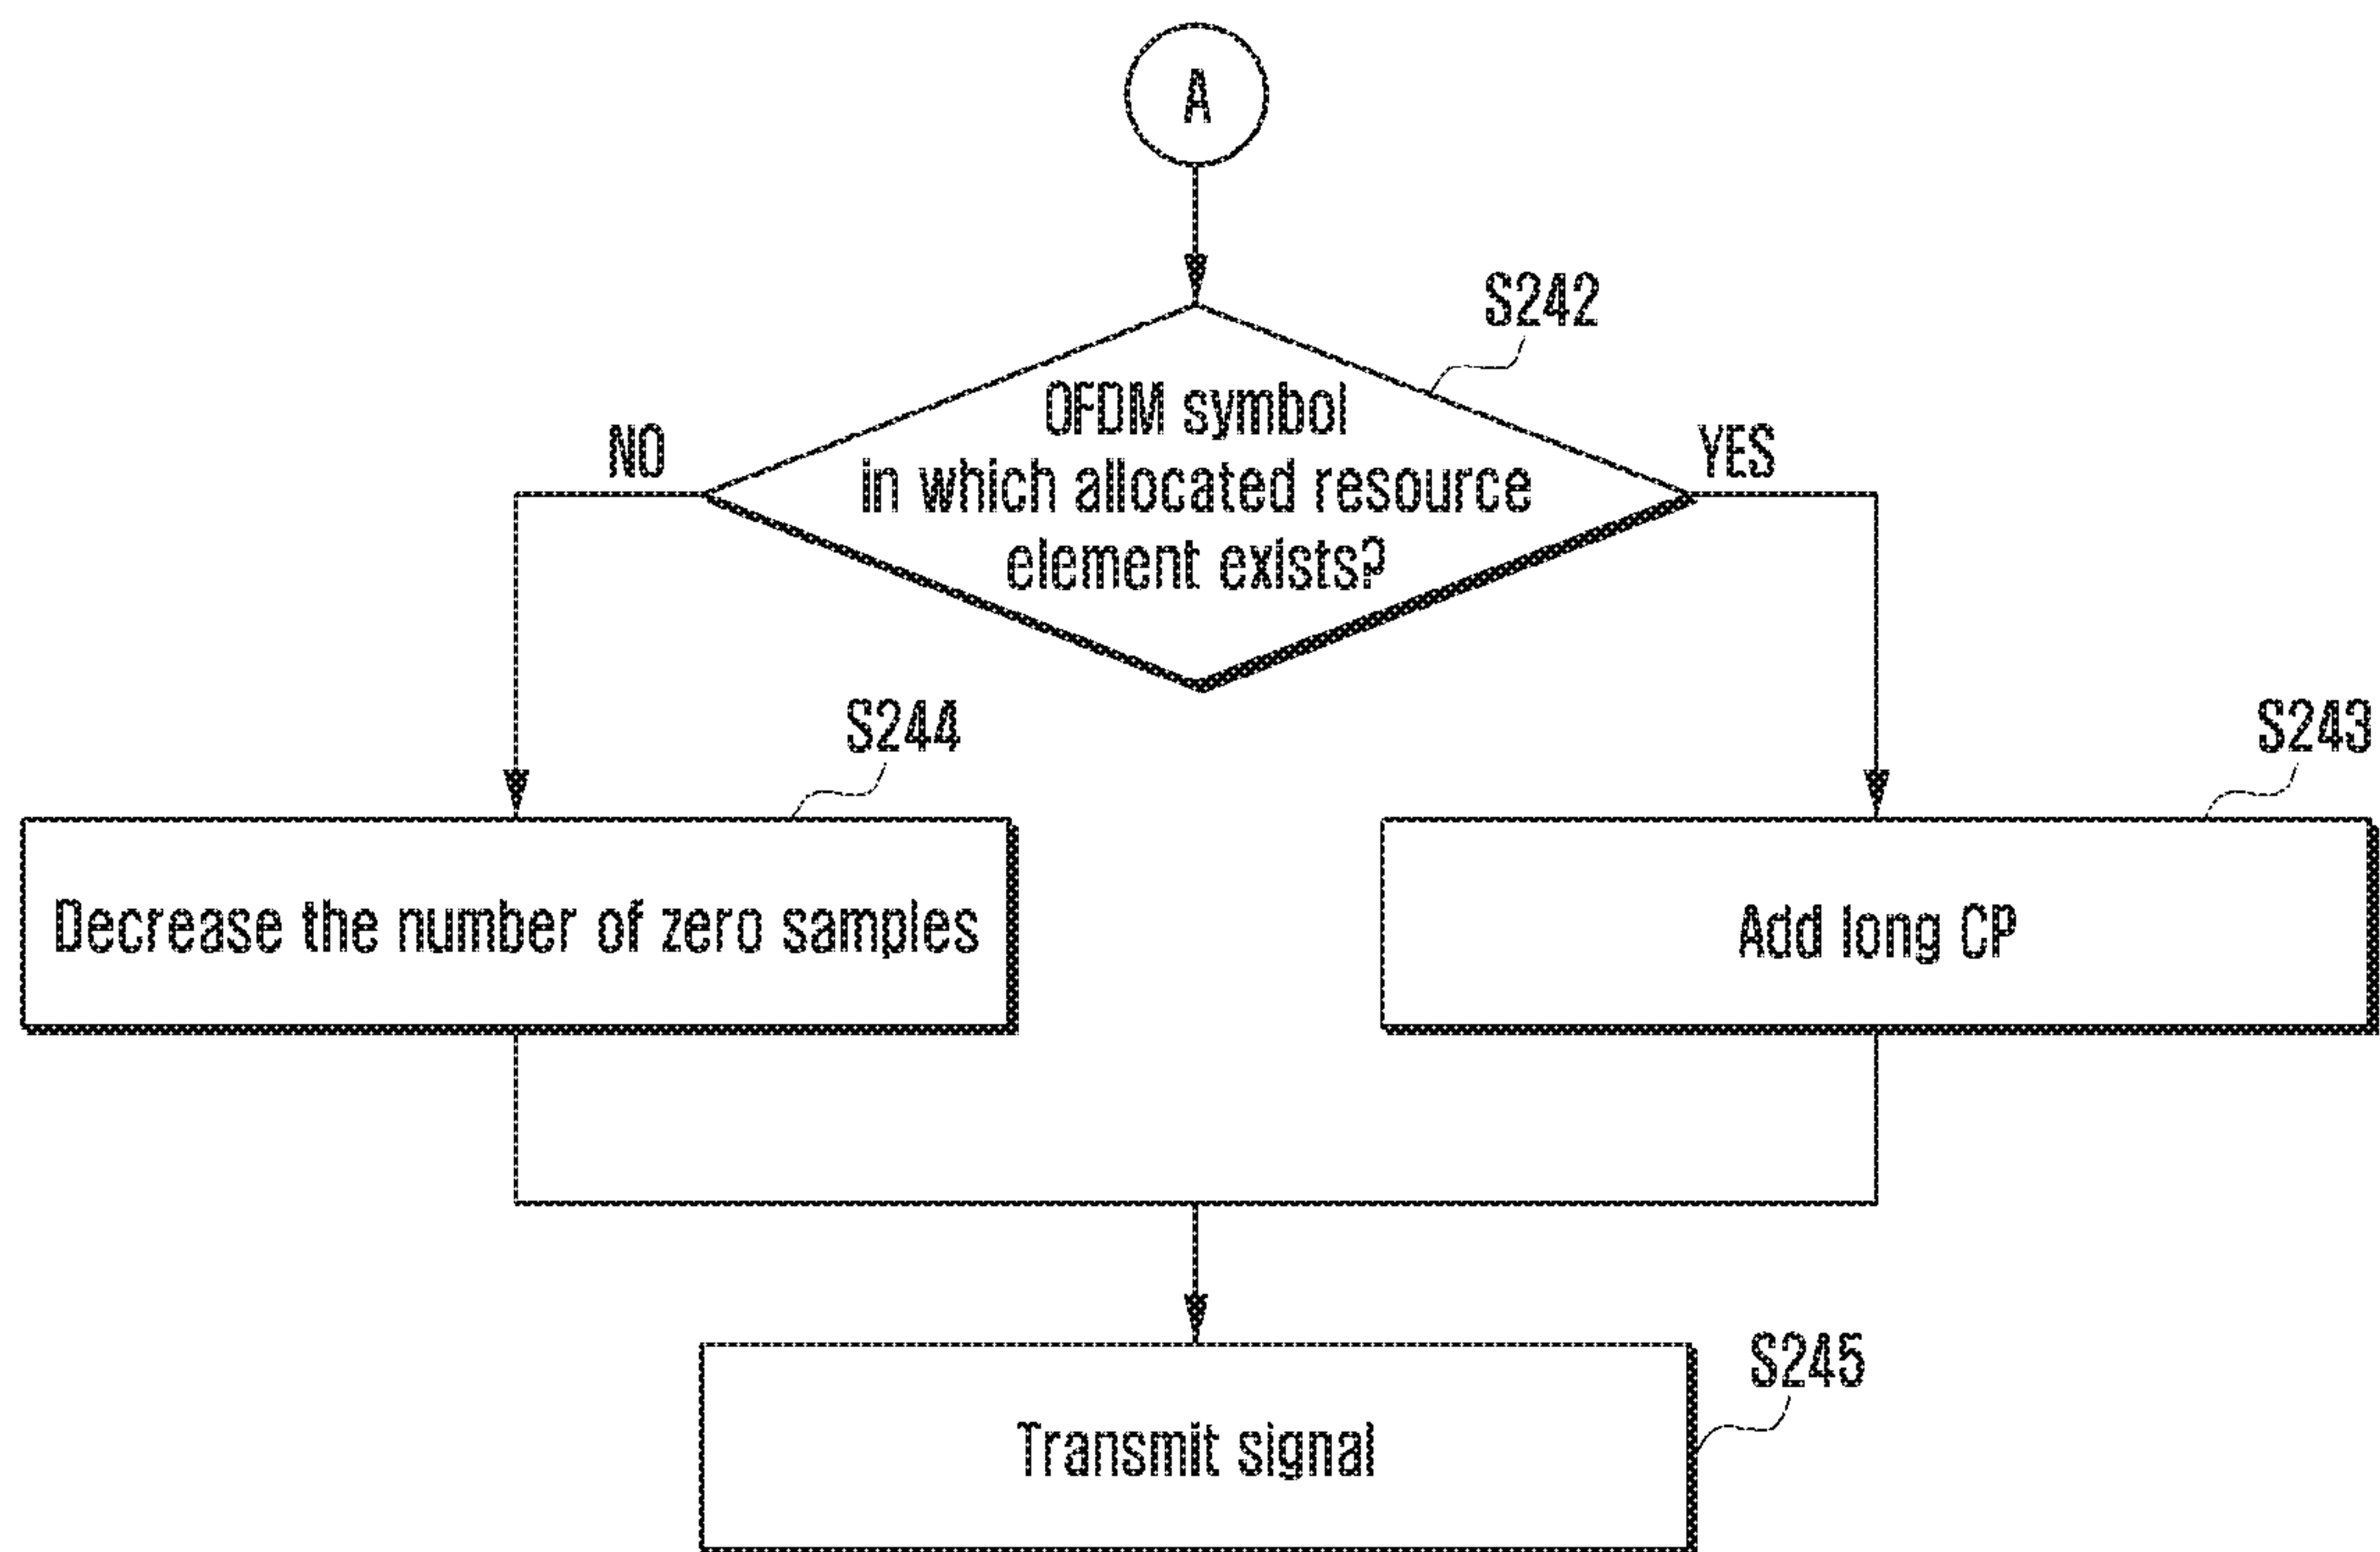 A
S242
OFDM symbol
in which allocated resource
element exists?
NO
YES
S244
S243
Decrease the number of zero samples
Add long CP
S245
Transmit signal